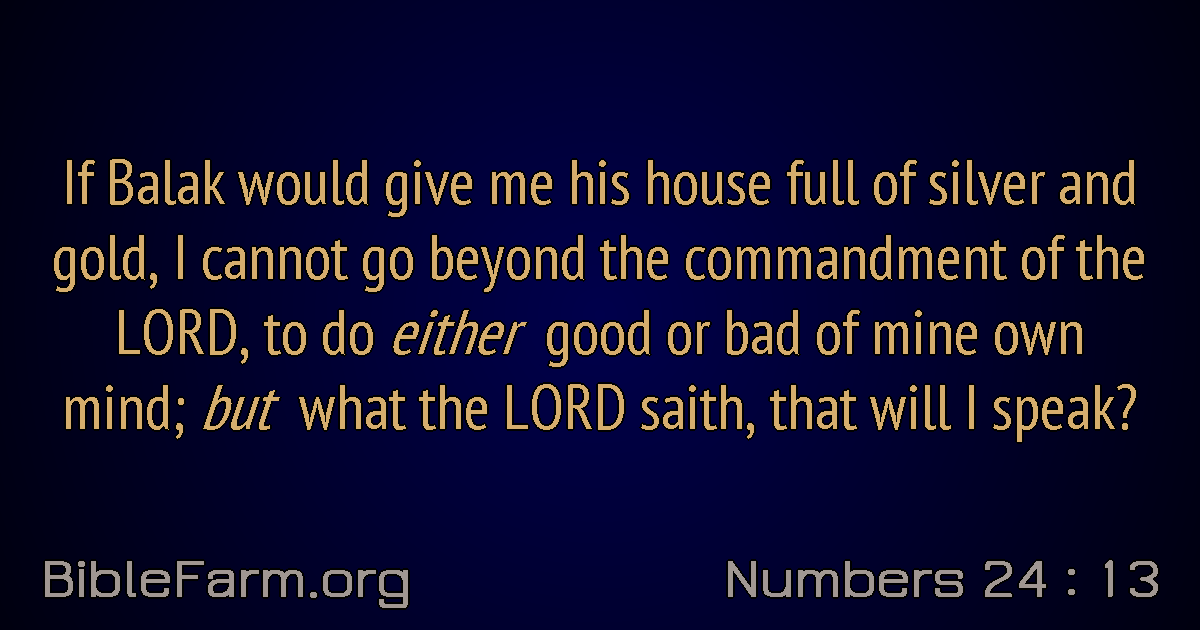 If Balak would give me his house full of silver and
gold, I cannot go beyond the commandment of the
LORD, to do either good or bad of mine own
mind; but what the LORD saith, that will I speak?
BibleFarm.org
Numbers 24 : 13